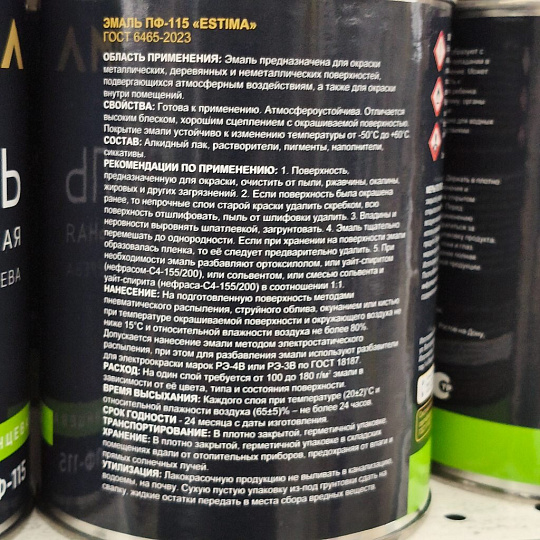 ЭМАЛЬ ПФ-115 «ESTIMA»
ГОСТ 6465-2023
ОБЛАСТЬ ПРИМЕНЕНИЯ: Эмаль предназначена для окраски
металлических, деревянных и неметаллических поверхностей,
подвергающихся атмосферным воздействиям, а также для окраски
внутри помещений.
СВОЙСТВА: Готова к применению. Атмосфероустойчива. Отличается
высоким блеском, хорошим сцеплением с окрашиваемой поверхностью.
Покрытие эмали устойчиво к изменению температуры от -50°С до +60°С.
СОСТАВ: Алкидный лак, растворители, пигменты, наполнители,
сиккативы.
РЕКОМЕНДАЦИИ ПО ПРИМЕНЕНИЮ: 1. Поверхность,
предназначенную для окраски, очистить от пыли, ржавчины, окалины,
жировых и других загрязнений. 2. Если поверхность была окрашена
ранее, то непрочные слои старой краски удалить скребком, всю
поверхность отшлифовать, пыль от шлифовки удалить. 3. Впадины и
неровности выровнять шпатлевкой, загрунтовать. 4. Эмаль тщательно
перемешать до однородности. Если при хранении на поверхности эмали
образовалась пленка, то её следует предварительно удалить. 5. При
необходимости эмаль разбавляют ортоксилолом, или уайт-спиритом
(нефрасом-С4-155/200), или сольвентом, или смесью сольвента и
уайт-спирита (нефраса-С4-155/200) в соотношении 1:1.
НАНЕСЕНИЕ: На подготовленную поверхность методами
пневматического распыления, струйного облива, окунанием или кистью
при температуре окрашиваемой поверхности и окружающего воздуха не
ниже 15°С и относительной влажности воздуха не более 80%.
Допускается нанесение эмали методом электростатического
распыления, при этом для разбавления эмали использовать разбавители
для электроокраски марок РЭ-4В или РЭ-3В по ГОСТ 18187.
РАСХОД: На один слой требуется от 100 до 180 г/м² эмали в
зависимости от её цвета, типа и состояния поверхности.
ВРЕМЯ ВЫСЫХАНИЯ: Каждого слоя при температуре (20±2)°С и
относительной влажности воздуха (65±5)% – не более 24 часов.
СРОК ГОДНОСТИ - 24 месяца с даты изготовления.
ТРАНСПОРТИРОВАНИЕ: В плотно закрытой, герметичной упаковке.
ХРАНЕНИЕ: В плотно закрытой, герметичной упаковке в складских
помещениях вдали от отопительных приборов, предохраняя от влаги и
прямых солнечных лучей.
УТИЛИЗАЦИЯ: Лакокрасочную продукцию не выливать в канализацию,
водоемы, на почву. Сухую пустую упаковку из-под грунтовки сдать на
свалку, жидкие остатки передать в места сбора вредных веществ.